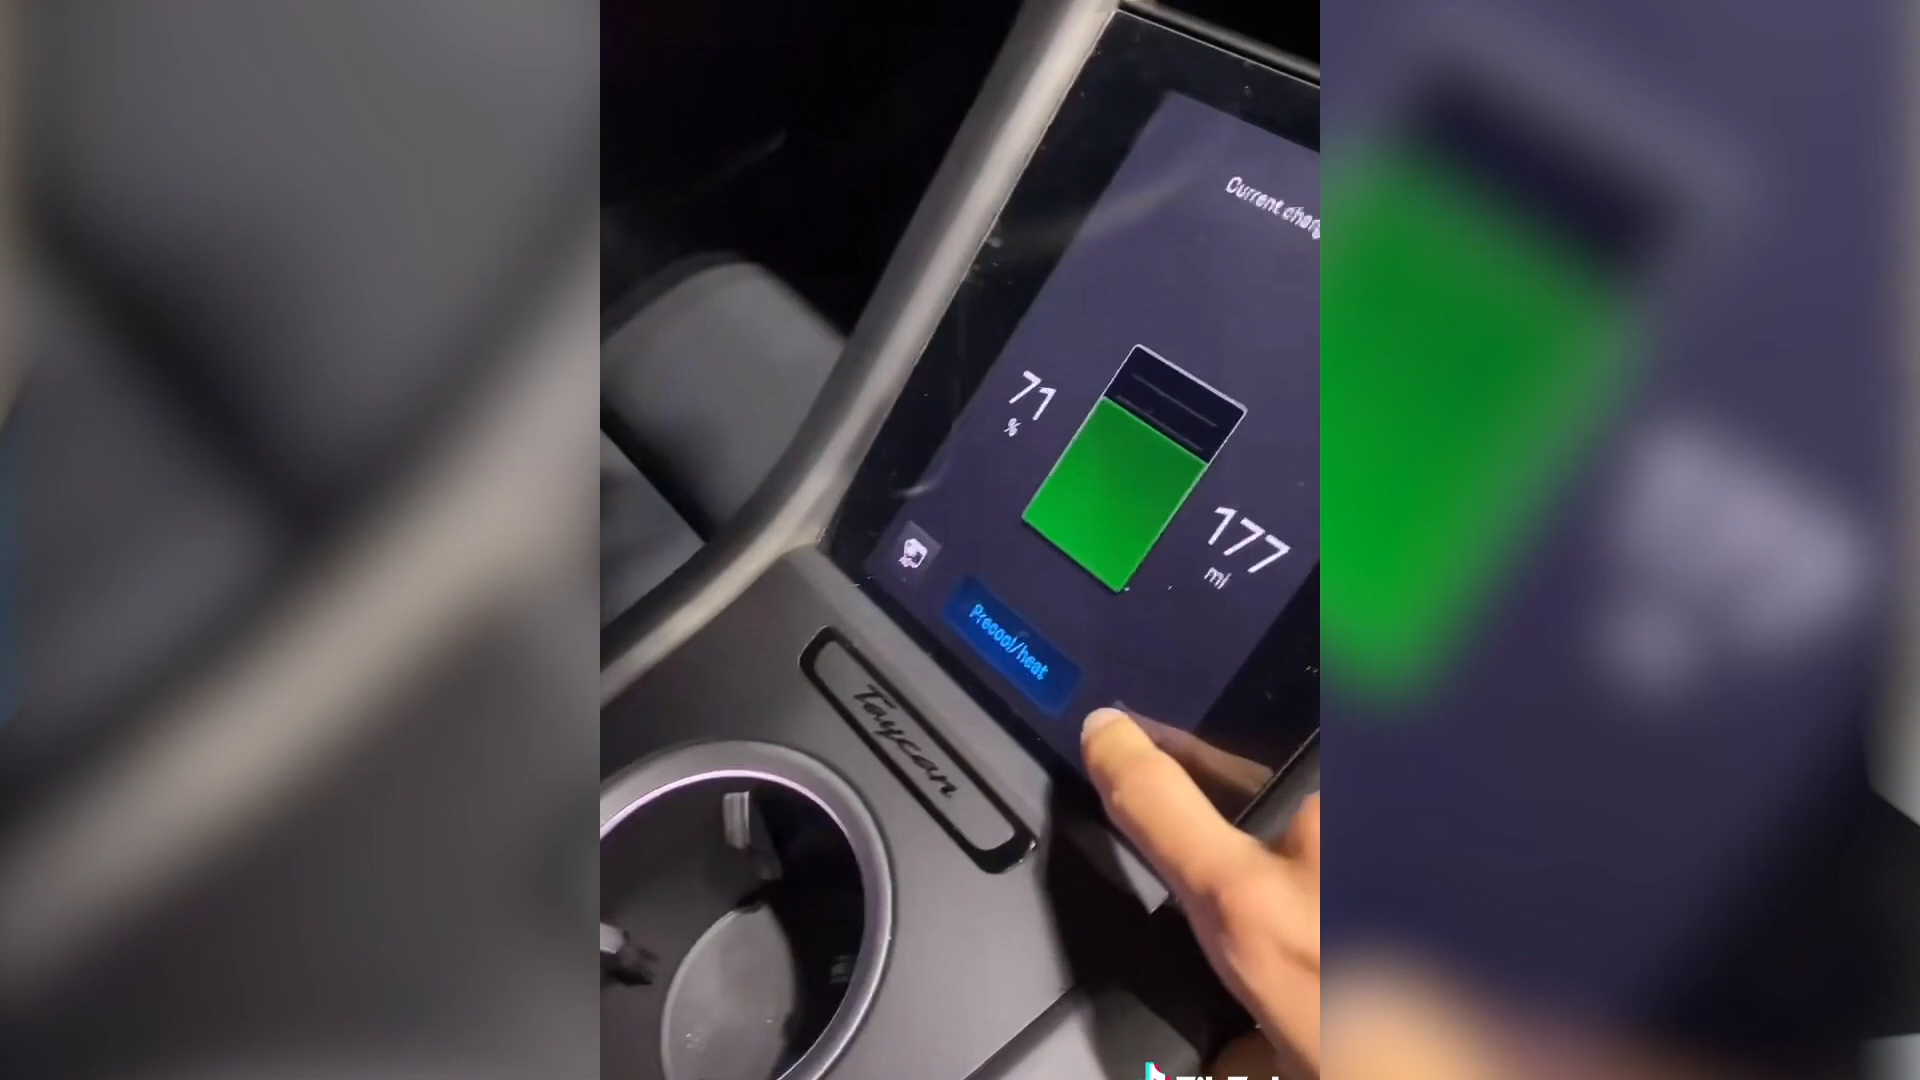 Current charg
71
%
177
mi
Precool/heat
Taycan